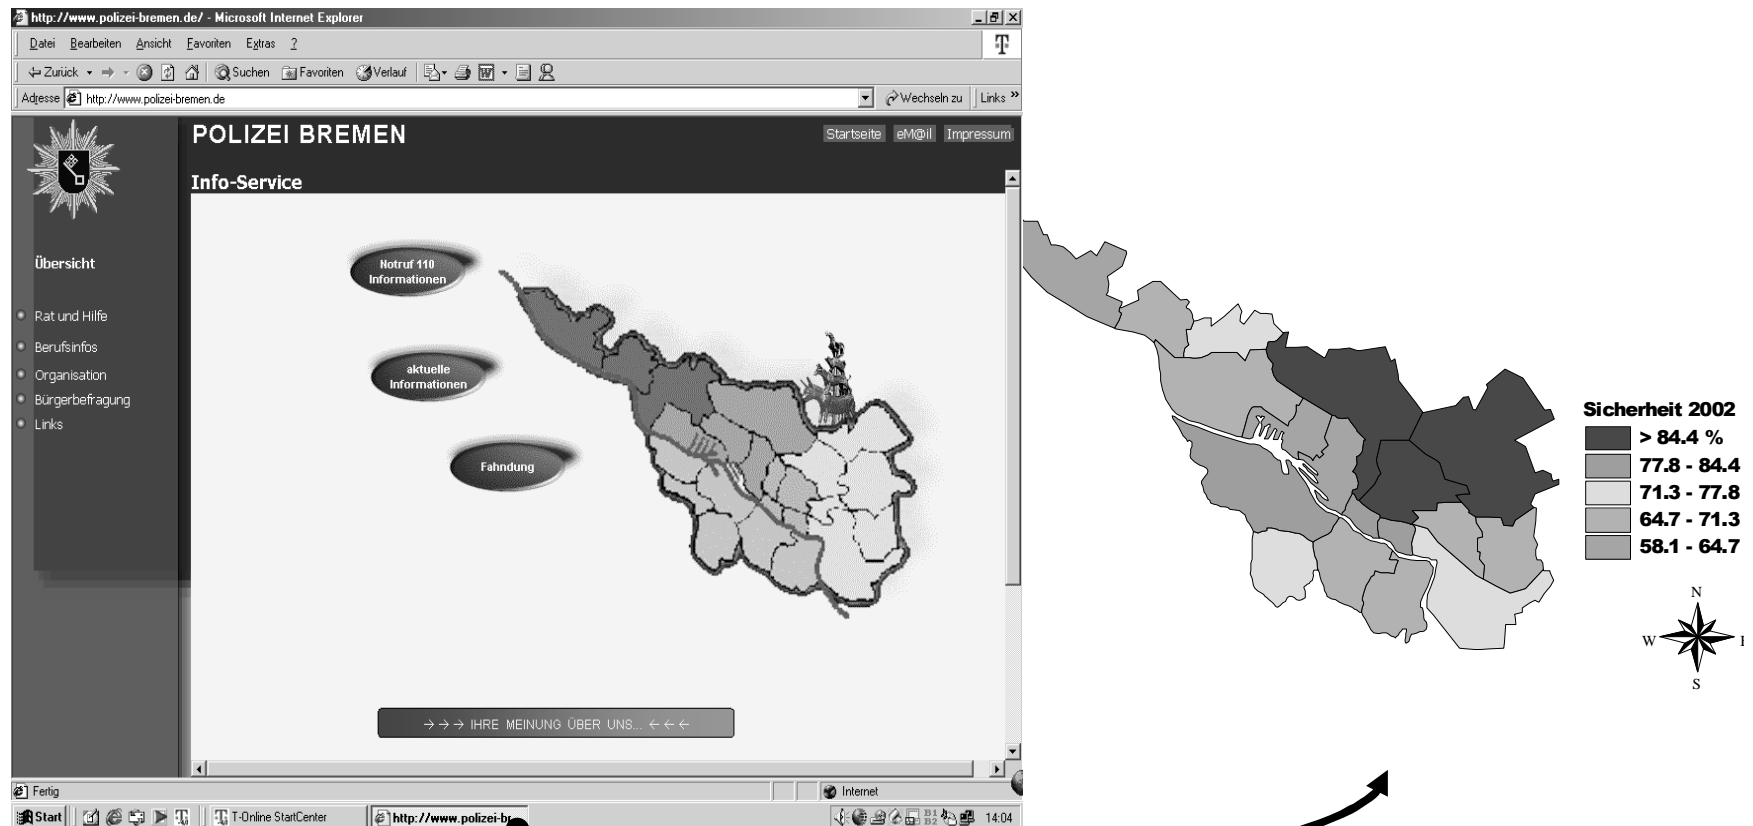 http://www.polizei-bremen.de/ - Microsoft Internet Explorer
Datei Bearbeiten Ansicht Favoriten Extras ?
Zurück Suchen Favoriten Verlauf
Adresse http://www.polizei-bremen.de Wechseln zu Links »
POLIZEI BREMEN
Startseite eM@il Impressum
Info-Service
Übersicht
Rat und Hilfe
Berufsinfos
Organisation
Bürgerbefragung
Links
Notruf 110
Informationen
aktuelle
Informationen
Fahndung
→→→ IHRE MEINUNG ÜBER UNS... ←←←
Fertig
Internet
Start
T-Online StartCenter
http://www.polizei-br
14:04
Sicherheit 2002
> 84.4 %
77.8 - 84.4
71.3 - 77.8
64.7 - 71.3
58.1 - 64.7
N
W
S